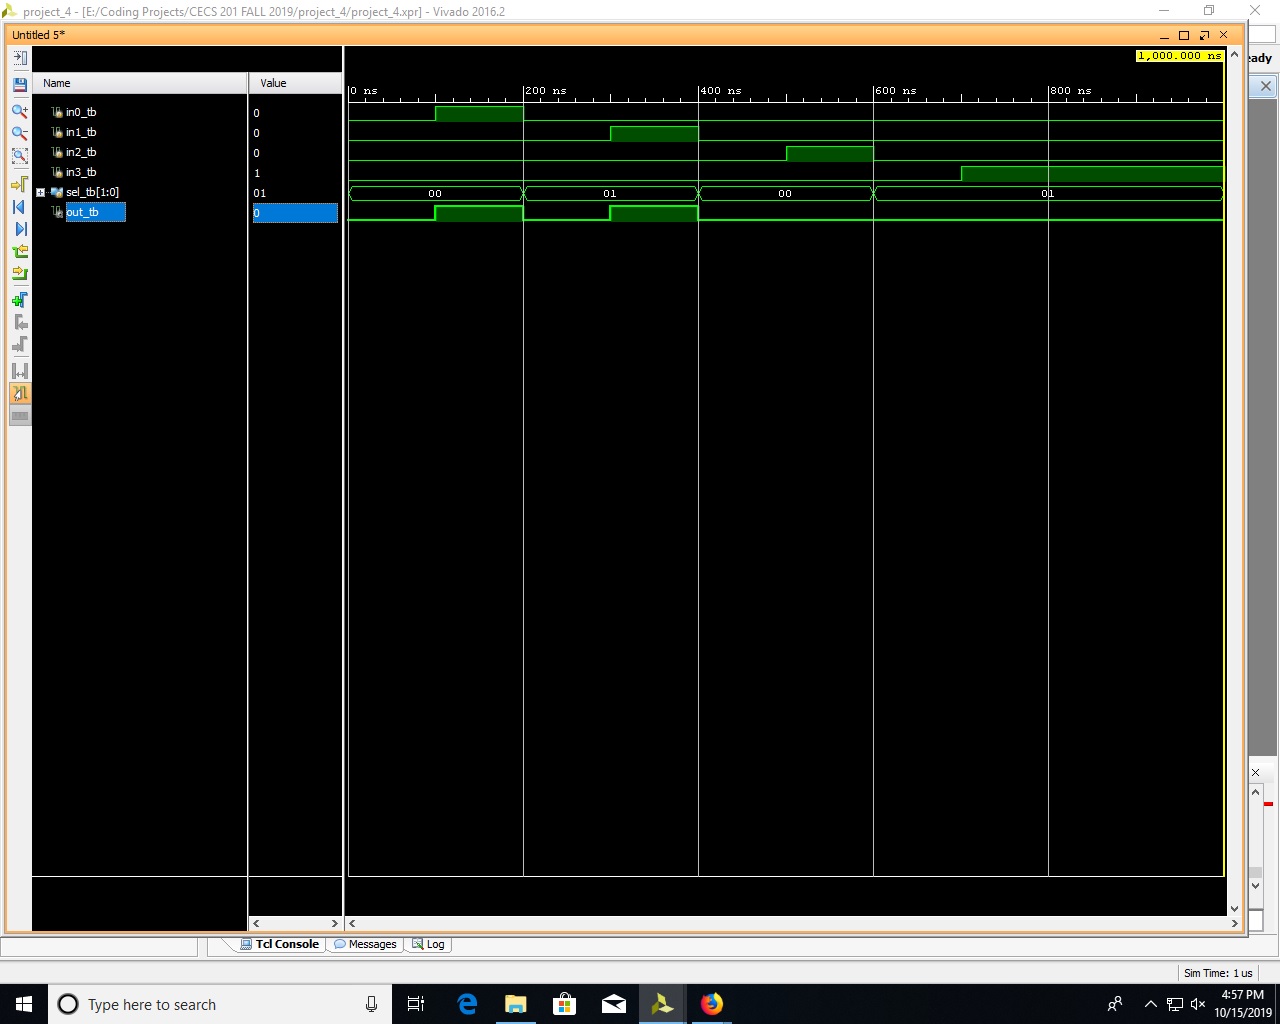 project_4 - [E:/Coding Projects/CECS 201 FALL 2019/project_4/project_4.xpr] - Vivado 2016.2
Untitled 5*
eady
1,000.000 ns
Name Value
0 ns 200 ns 400 ns 600 ns 800 ns
in0_tb 0
in1_tb 0
in2_tb 0
in3_tb 1
sel_tb[1:0] 01 00 01 00 01
out_tb 0
Tcl Console Messages Log
Sim Time: 1 us
Type here to search
4:57 PM
10/15/2019